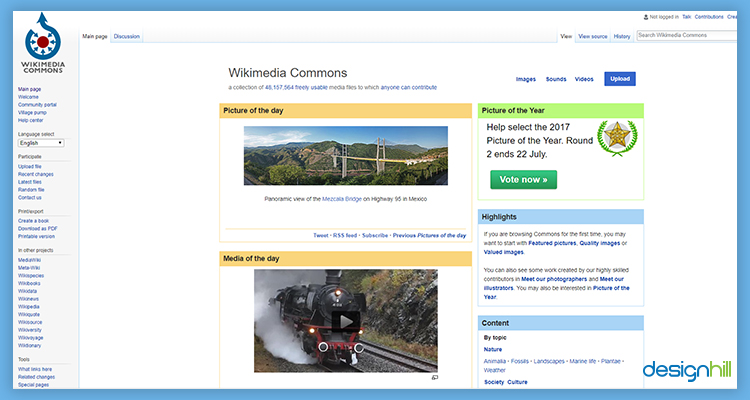 Not logged in Talk Contributions Crea
Main page Discussion View View source History Search Wikimedia Commons
WIKIMEDIA
COMMONS
Main page
Welcome
Community portal
Village pump
Help center
Language select
English
Participate
Upload file
Recent changes
Latest files
Random file
Contact us
Print/export
Create a book
Download as PDF
Printable version
In other projects
MediaWiki
Meta-Wiki
Wikispecies
Wikibooks
Wikidata
Wikinews
Wikipedia
Wikiquote
Wikisource
Wikiversity
Wikivoyage
Wiktionary
Tools
What links here
Related changes
Special pages
Wikimedia Commons
a collection of 48,157,564 freely usable media files to which anyone can contribute
Images Sounds Videos Upload
Picture of the day
Panoramic view of the Mezcala Bridge on Highway 95 in Mexico
Tweet · RSS feed · Subscribe · Previous Pictures of the day
Media of the day
Picture of the Year
Help select the 2017
Picture of the Year. Round
2 ends 22 July.
Vote now »
Highlights
If you are browsing Commons for the first time, you may
want to start with Featured pictures, Quality images or
Valued images.
You can also see some work created by our highly skilled
contributors in Meet our photographers and Meet our
illustrators. You may also be interested in Picture of the
Year.
Content
By topic
Nature
Animalia · Fossils · Landscapes · Marine life · Plantae ·
Weather
Society Culture
designhill